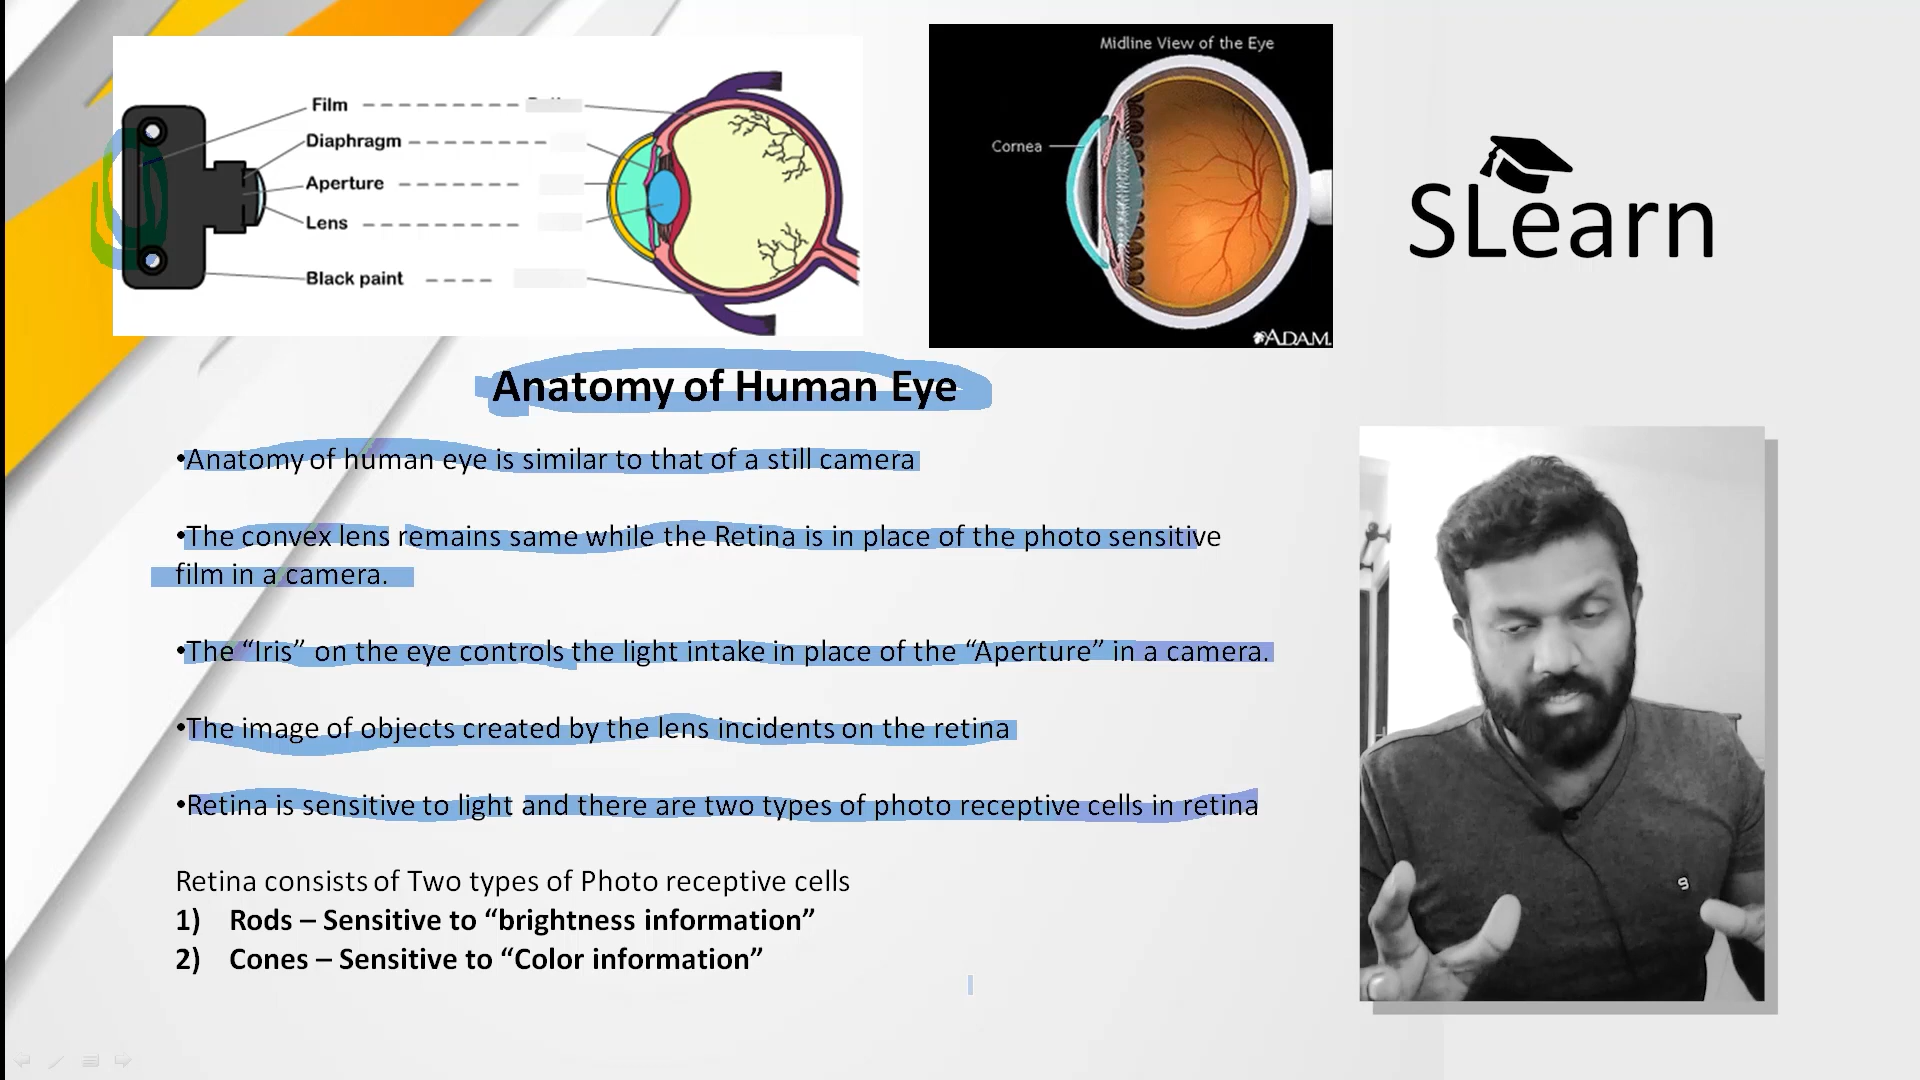 Midline View of the Eye
Film
Diaphragm
Aperture
Lens
Black paint
Cornea
ADAM.
SLearn
Anatomy of Human Eye
•Anatomy of human eye is similar to that of a still camera
•The convex lens remains same while the Retina is in place of the photo sensitive
film in a camera.
•The “Iris” on the eye controls the light intake in place of the “Aperture” in a camera.
•The image of objects created by the lens incidents on the retina
•Retina is sensitive to light and there are two types of photo receptive cells in retina
Retina consists of Two types of Photo receptive cells
1) Rods – Sensitive to “brightness information”
2) Cones – Sensitive to “Color information”